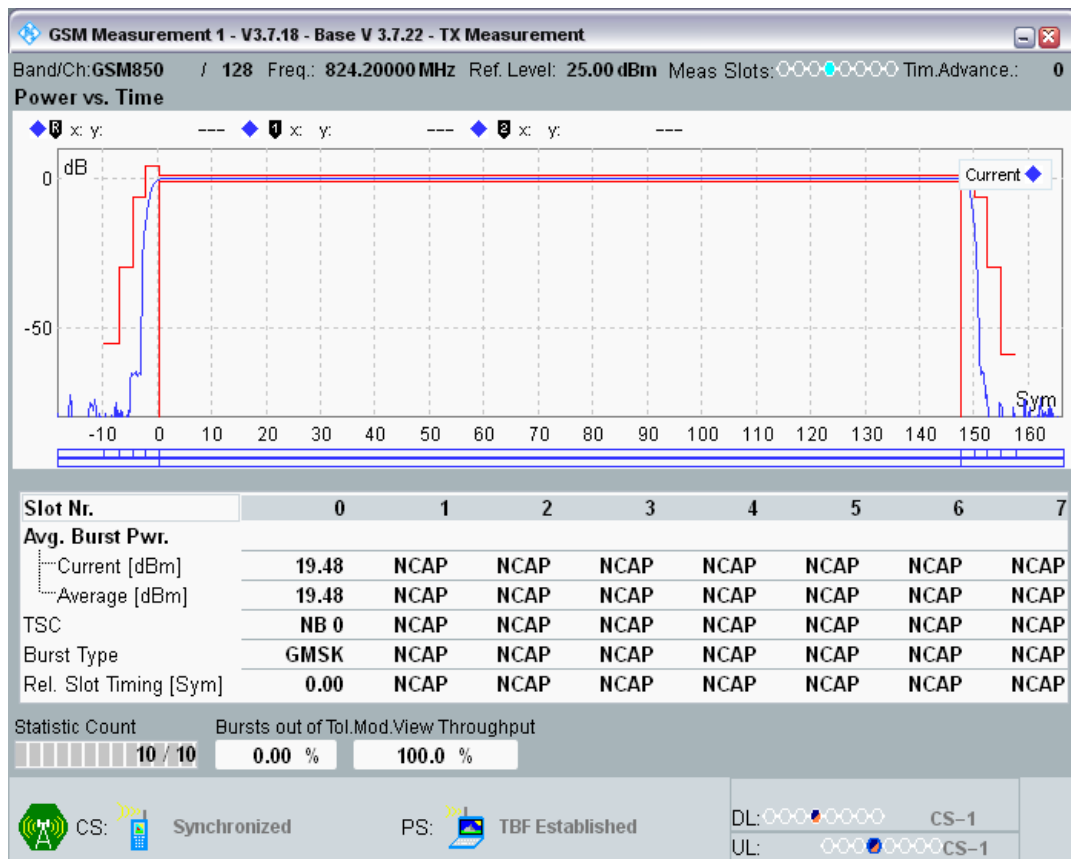 GSM Measurement 1 - V3.7.18 - Base V 3.7.22 - TX Measurement
Band/Ch:GSM850 / 128 Freq.: 824.20000 MHz Ref. Level: 25.00 dBm Meas Slots: Tim.Advance.: 0
Power vs. Time
R x: y: --- 1 x: y: --- 2 x: y: ---
dB
0
Current
-50
Sym
-10 0 10 20 30 40 50 60 70 80 90 100 110 120 130 140 150 160
Slot Nr. 0 1 2 3 4 5 6 7
Avg. Burst Pwr.
Current [dBm] 19.48 NCAP NCAP NCAP NCAP NCAP NCAP NCAP
Average [dBm] 19.48 NCAP NCAP NCAP NCAP NCAP NCAP NCAP
TSC NB 0 NCAP NCAP NCAP NCAP NCAP NCAP NCAP
Burst Type GMSK NCAP NCAP NCAP NCAP NCAP NCAP NCAP
Rel. Slot Timing [Sym] 0.00 NCAP NCAP NCAP NCAP NCAP NCAP NCAP
Statistic Count Bursts out of Tol.Mod.View Throughput
10 / 10 0.00 % 100.0 %
CS: Synchronized PS: TBF Established
DL: CS-1
UL: CS-1